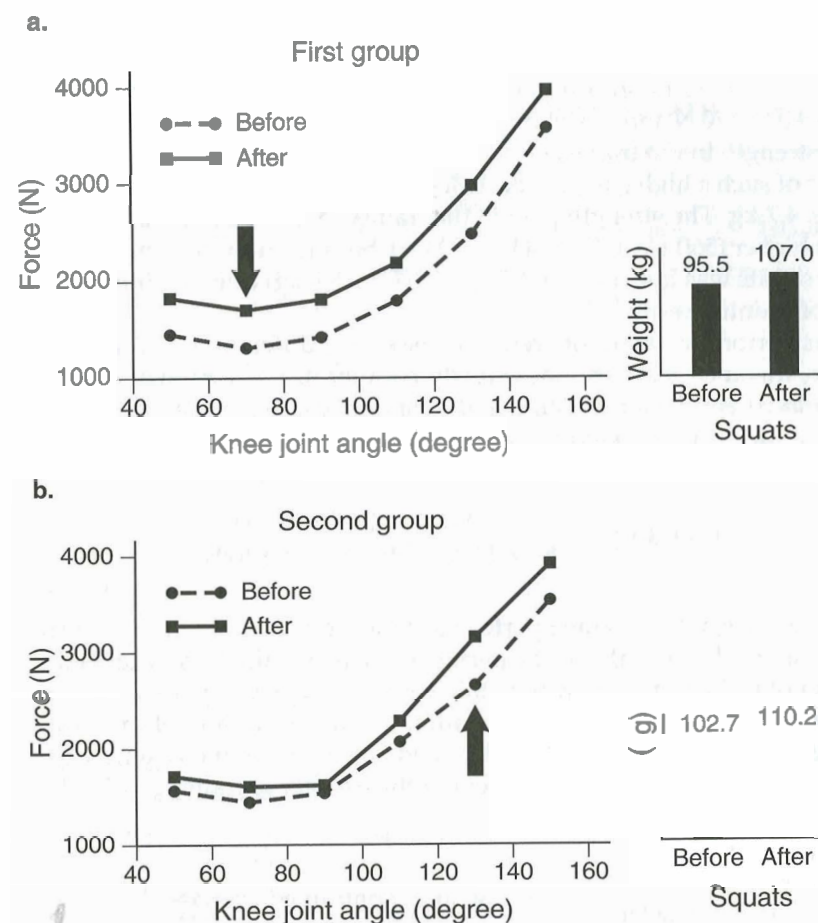 a.
First group
4000
3000
2000
1000
Force (N)
Before
After
40 60 80 100 120 140 160
Knee joint angle (degree)
Weight (kg)
95.5 107.0
Before After
Squats
b.
Second group
4000
3000
2000
1000
Force (N)
Before
After
40 60 80 100 120 140 160
Knee joint angle (degree)
102.7 110.2
Before After
Squats